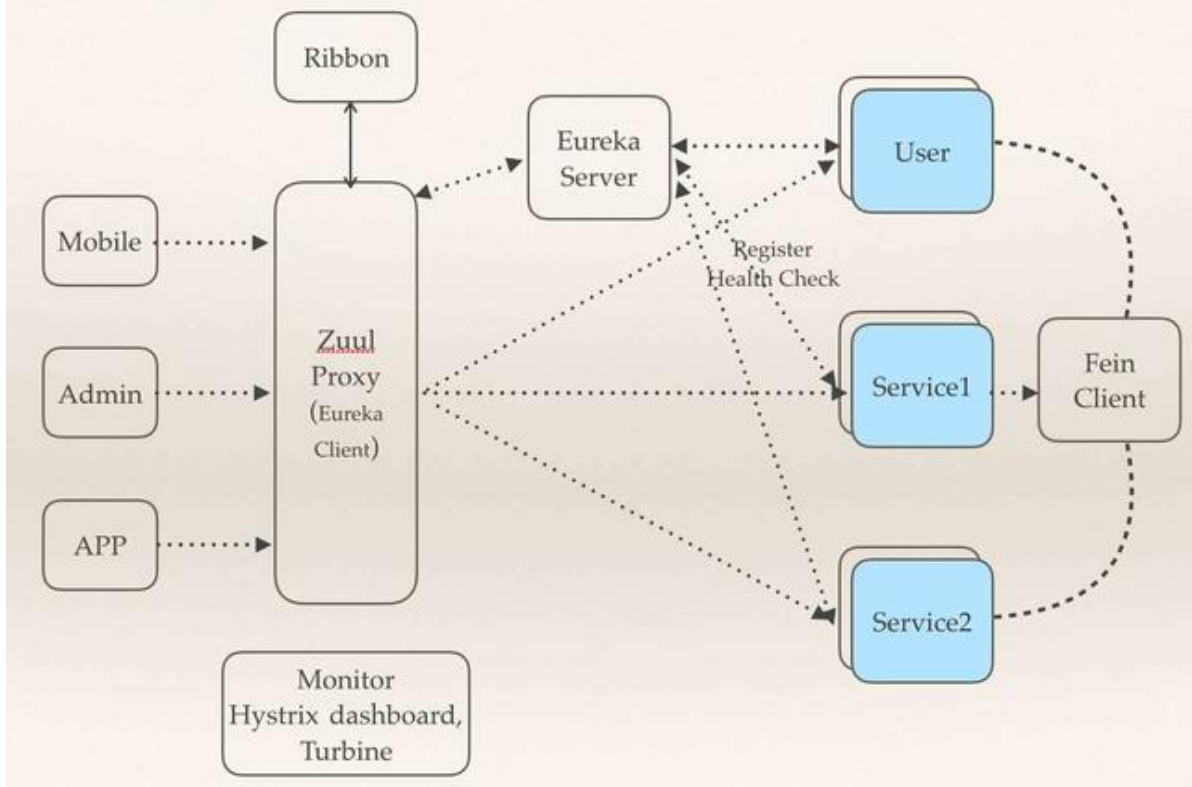 Ribbon
Eureka
Server
User
Mobile
Register
Health Check
Zuul
Proxy
(Eureka
Client)
Admin
Service1
Fein
Client
APP
Service2
Monitor
Hystrix dashboard,
Turbine